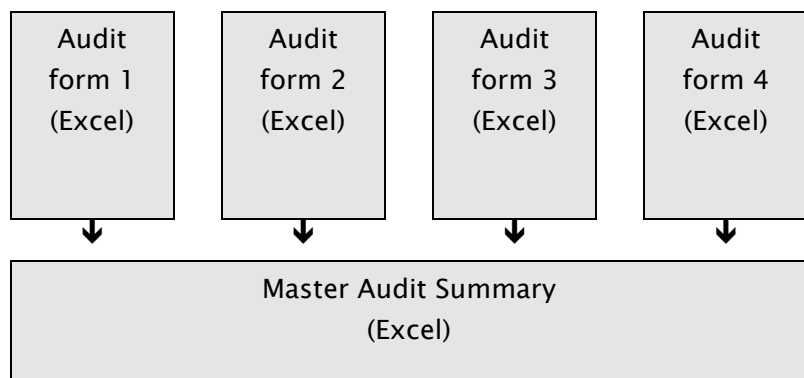 Audit
form 1
(Excel)
Audit
form 2
(Excel)
Audit
form 3
(Excel)
Audit
form 4
(Excel)
Master Audit Summary
(Excel)